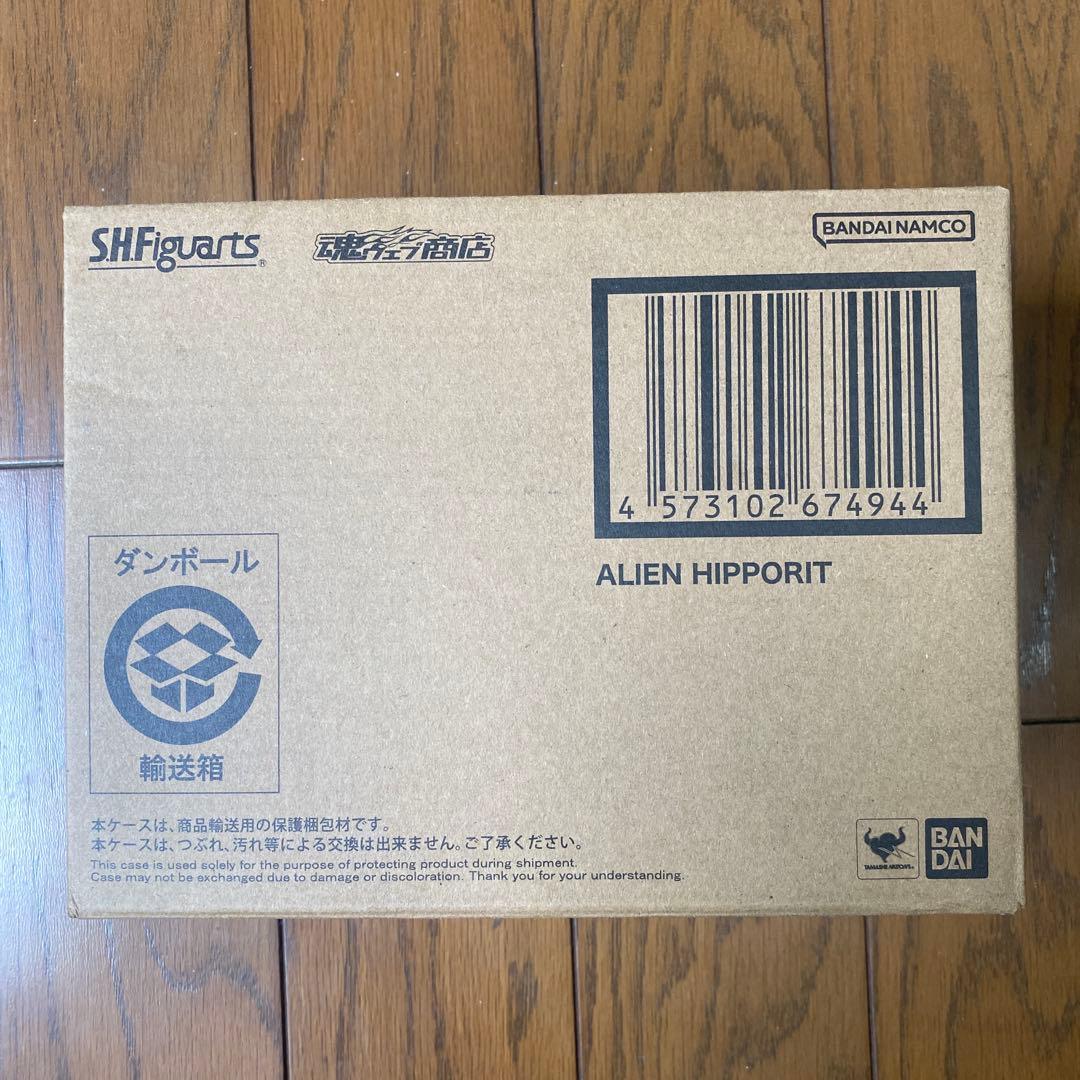 S.H.Figuarts®
魂ウェブ商店
BANDAI NAMCO
4 573102 674944
ALIEN HIPPORIT
ダンボール
輸送箱
本ケースは、商品輸送用の保護梱包材です。
本ケースは、つぶれ、汚れ等による交換は出来ません。ご了承ください。
This case is used solely for the purpose of protecting product during shipment.
Case may not be exchanged due to damage or discoloration. Thank you for your understanding.
TAMASHII NATIONS
BAN
DAI